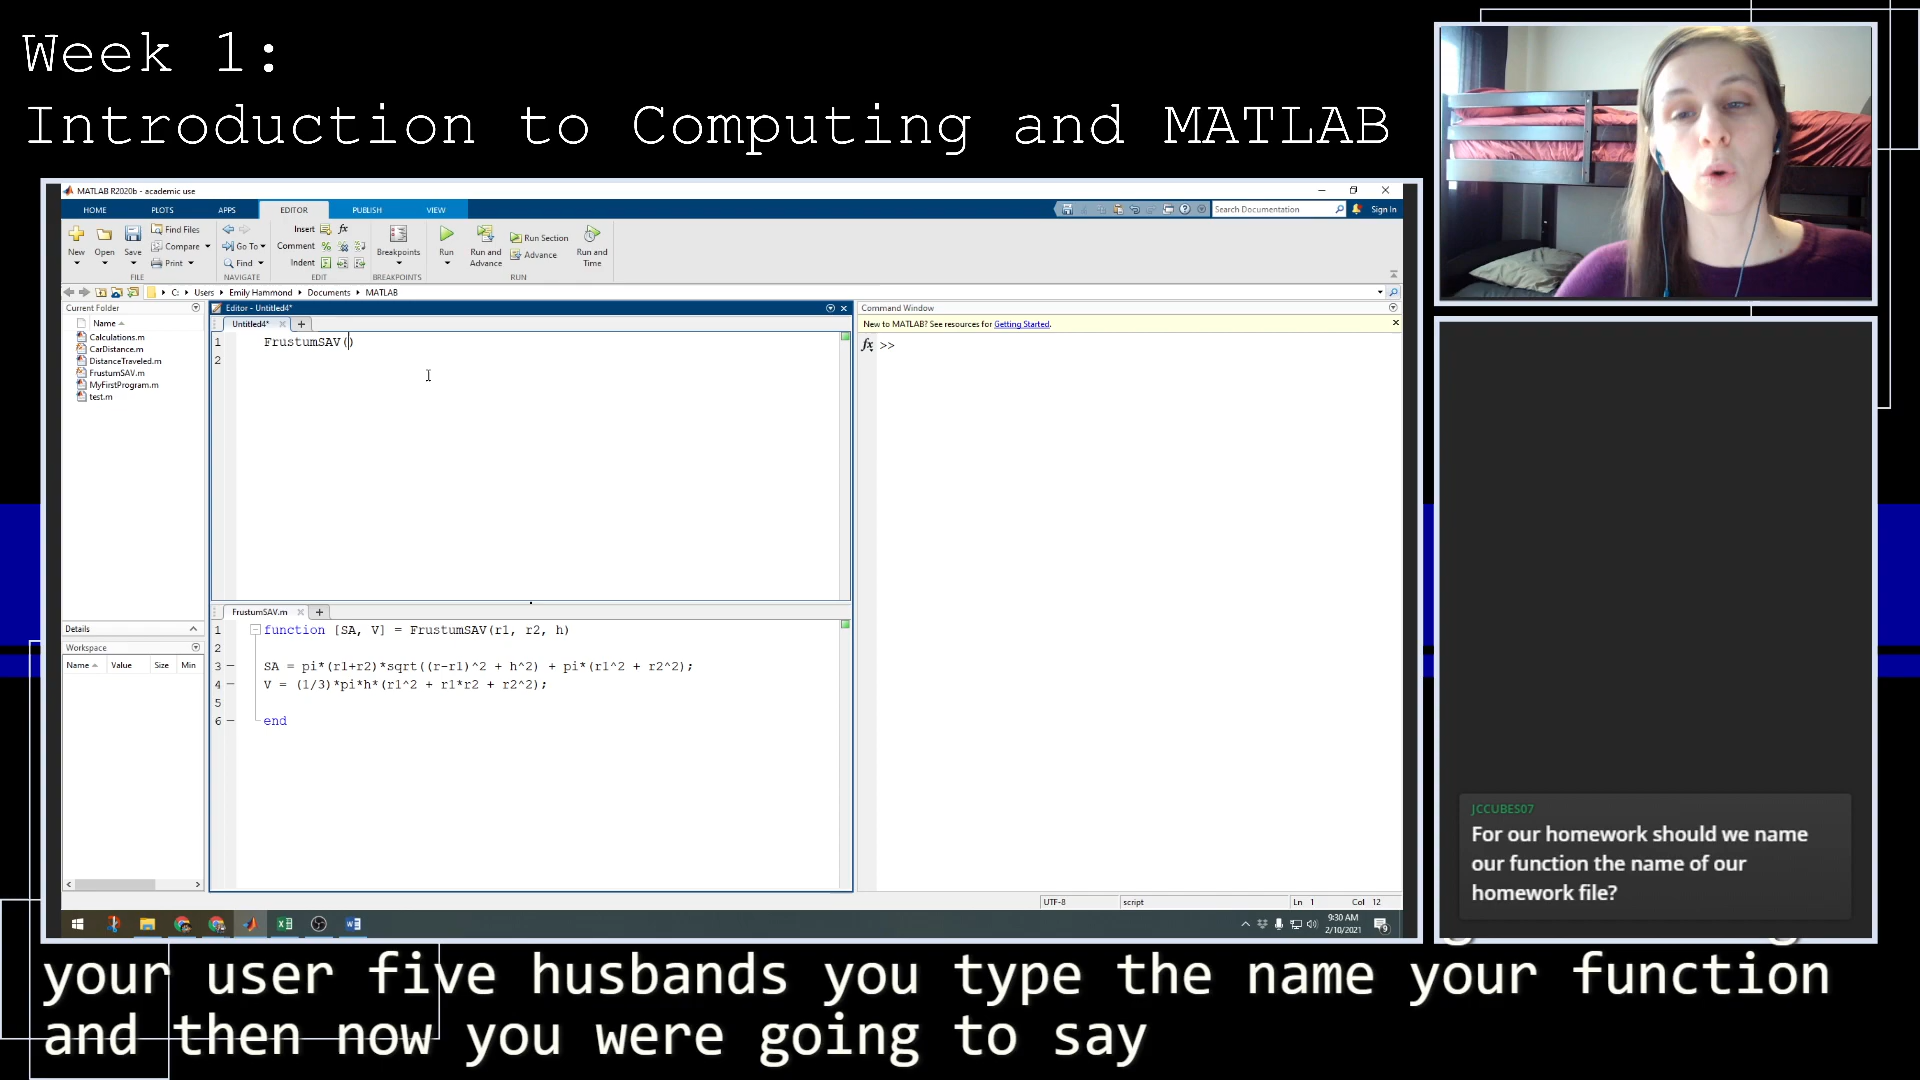 Week 1:
Introduction to Computing and MATLAB
MATLAB R2020b - academic use
HOME PLOTS APPS EDITOR PUBLISH VIEW
Search Documentation
Sign In
New Open Save
Find Files
Compare
Print
FILE
Go To
Find
NAVIGATE
Insert
Comment
Indent
EDIT
Breakpoints
BREAKPOINTS
Run
Run and Advance
Run Section
Advance
Run and Time
RUN
C: Users Emily Hammond Documents MATLAB
Current Folder
Name
Calculations.m
CarDistance.m
DistanceTraveled.m
FrustumSAV.m
MyFirstProgram.m
test.m
Details
Workspace
Name Value Size Min
Editor - Untitled4*
Untitled4* +
1 FrustumSAV()
2
FrustumSAV.m +
1 function [SA, V] = FrustumSAV(r1, r2, h)
2
3 SA = pi*(r1+r2)*sqrt((r-r1)^2 + h^2) + pi*(r1^2 + r2^2);
4 V = (1/3)*pi*h*(r1^2 + r1*r2 + r2^2);
5
6 end
Command Window
New to MATLAB? See resources for Getting Started.
fx >>
UTF-8 script Ln 1 Col 12
9:30 AM
2/10/2021
JCCUBES07
For our homework should we name
our function the name of our
homework file?
your user five husbands you type the name your function
and then now you were going to say